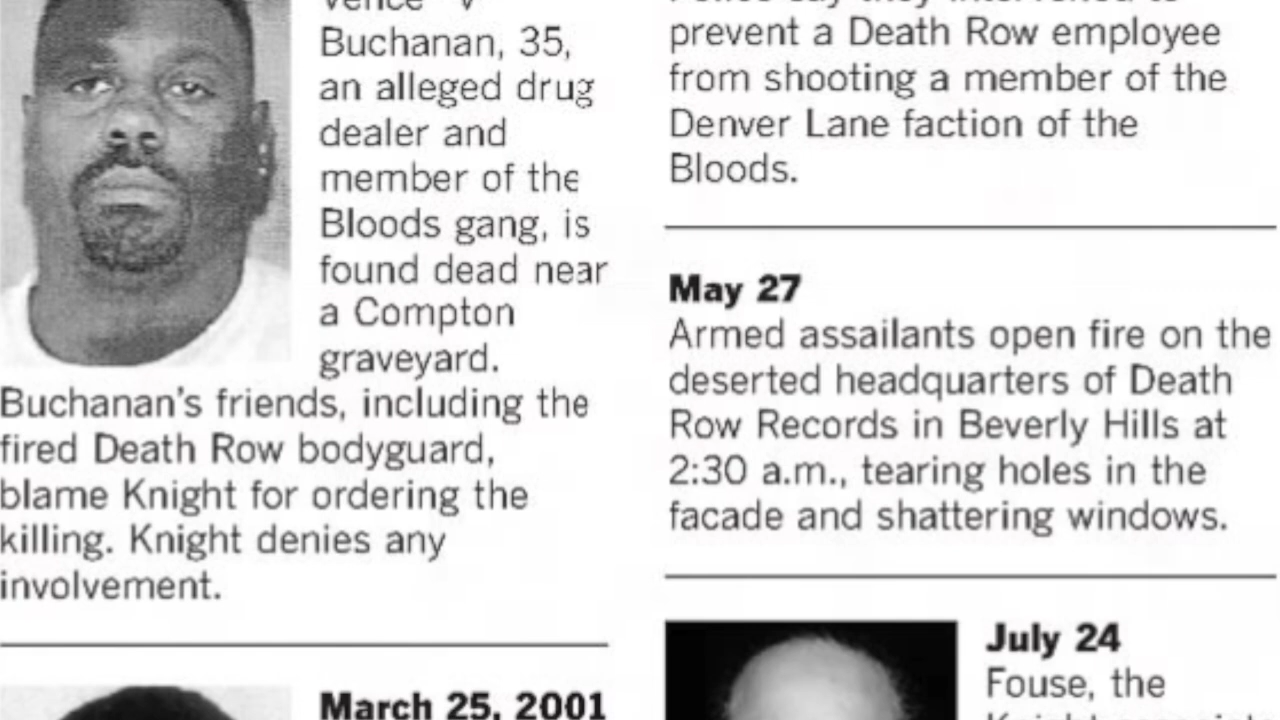 Buchanan, 35,
an alleged drug
dealer and
member of the
Bloods gang, is
found dead near
a Compton
graveyard.
Buchanan's friends, including the
fired Death Row bodyguard,
blame Knight for ordering the
killing. Knight denies any
involvement.
March 25, 2001
prevent a Death Row employee
from shooting a member of the
Denver Lane faction of the
Bloods.
May 27
Armed assailants open fire on the
deserted headquarters of Death
Row Records in Beverly Hills at
2:30 a.m., tearing holes in the
facade and shattering windows.
July 24
Fouse, the